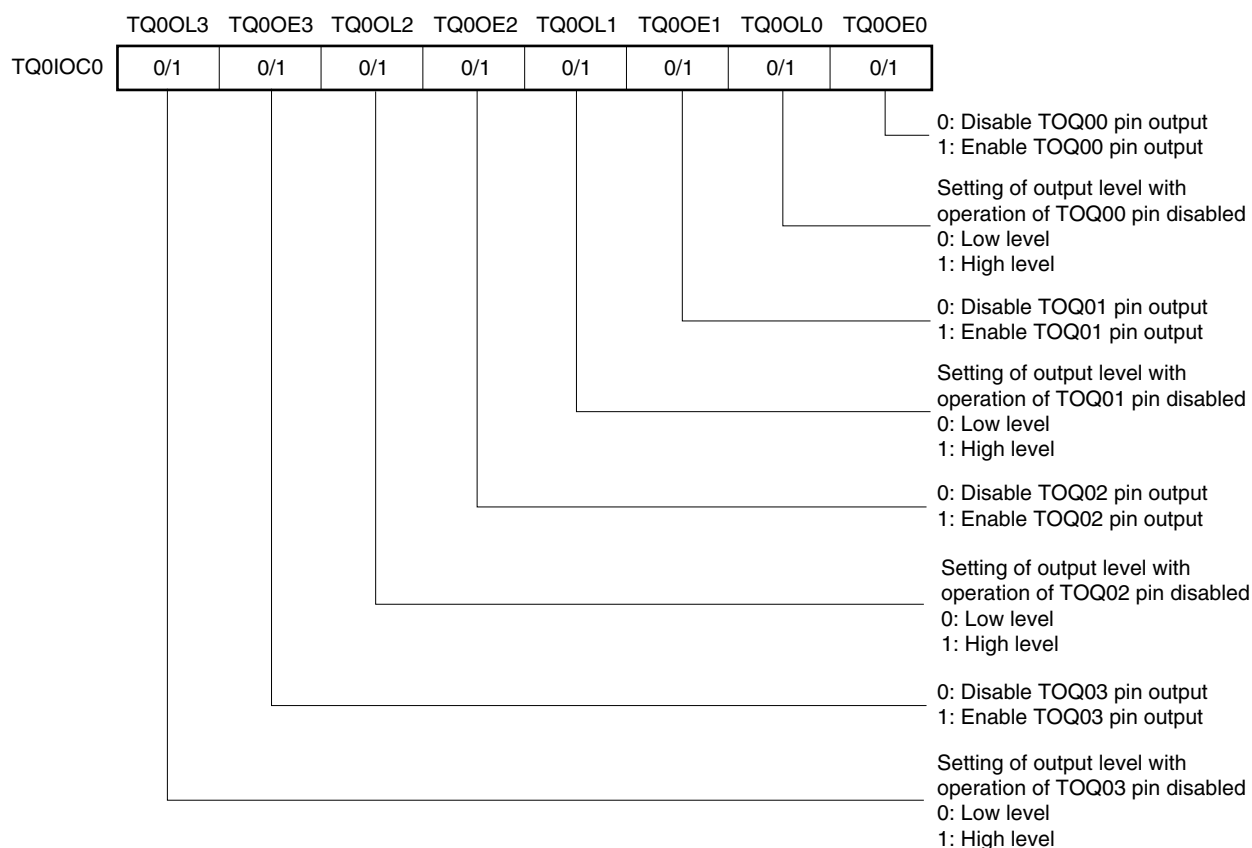 TQ0OL3 TQ0OE3 TQ0OL2 TQ0OE2 TQ0OL1 TQ0OE1 TQ0OL0 TQ0OE0
TQ0IOC0 0/1 0/1 0/1 0/1 0/1 0/1 0/1 0/1
0: Disable TOQ00 pin output
1: Enable TOQ00 pin output
Setting of output level with
operation of TOQ00 pin disabled
0: Low level
1: High level
0: Disable TOQ01 pin output
1: Enable TOQ01 pin output
Setting of output level with
operation of TOQ01 pin disabled
0: Low level
1: High level
0: Disable TOQ02 pin output
1: Enable TOQ02 pin output
Setting of output level with
operation of TOQ02 pin disabled
0: Low level
1: High level
0: Disable TOQ03 pin output
1: Enable TOQ03 pin output
Setting of output level with
operation of TOQ03 pin disabled
0: Low level
1: High level